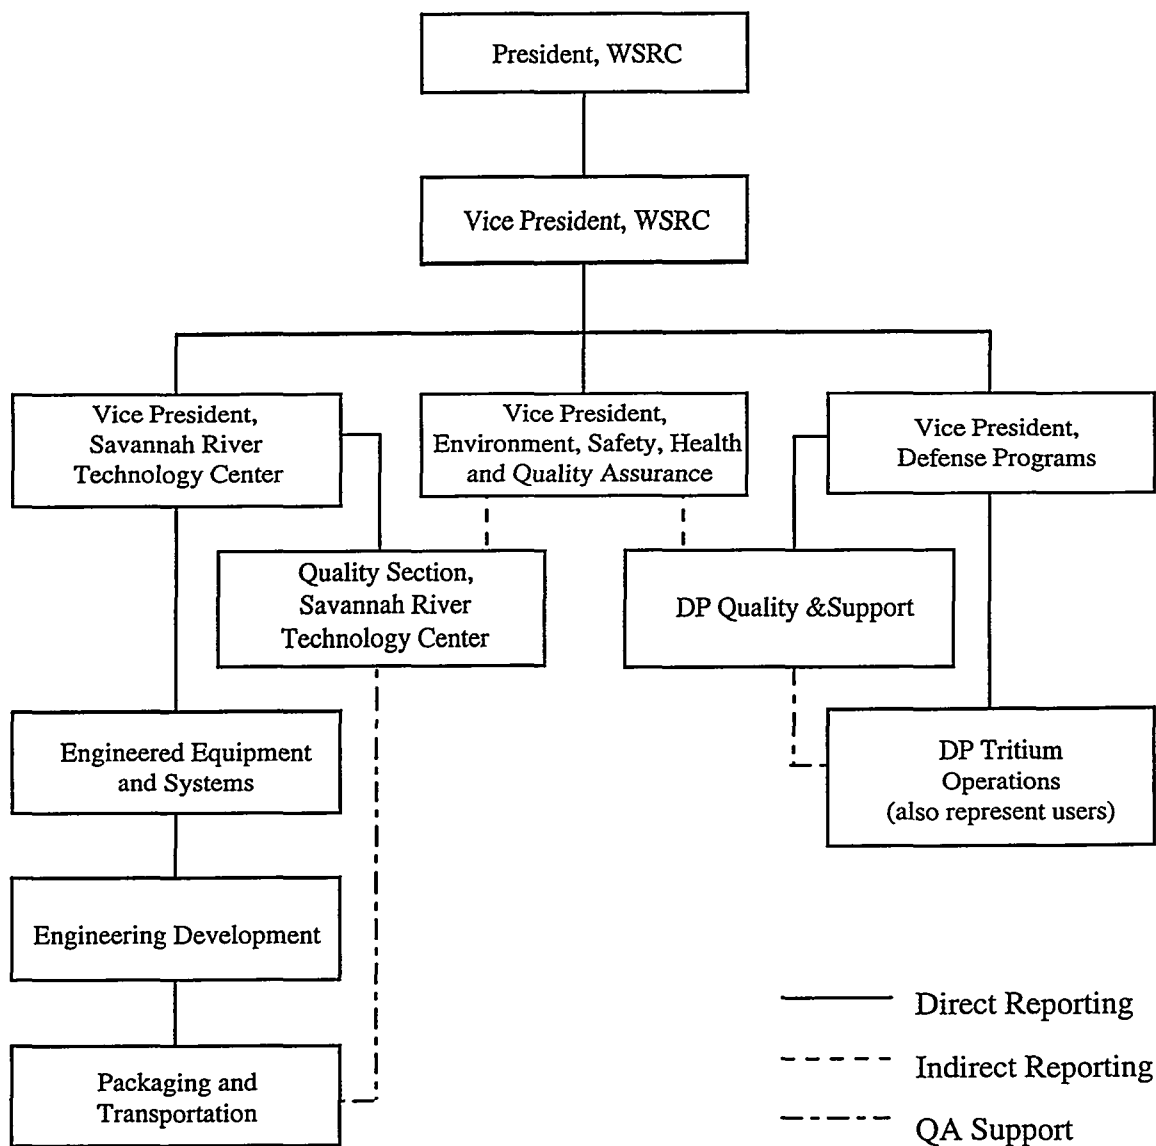 President, WSRC
Vice President, WSRC
Vice President,
Savannah River
Technology Center
Vice President,
Environment, Safety, Health
and Quality Assurance
Vice President,
Defense Programs
Quality Section,
Savannah River
Technology Center
DP Quality &Support
Engineered Equipment
and Systems
DP Tritium
Operations
(also represent users)
Engineering Development
Packaging and
Transportation
Direct Reporting
Indirect Reporting
QA Support